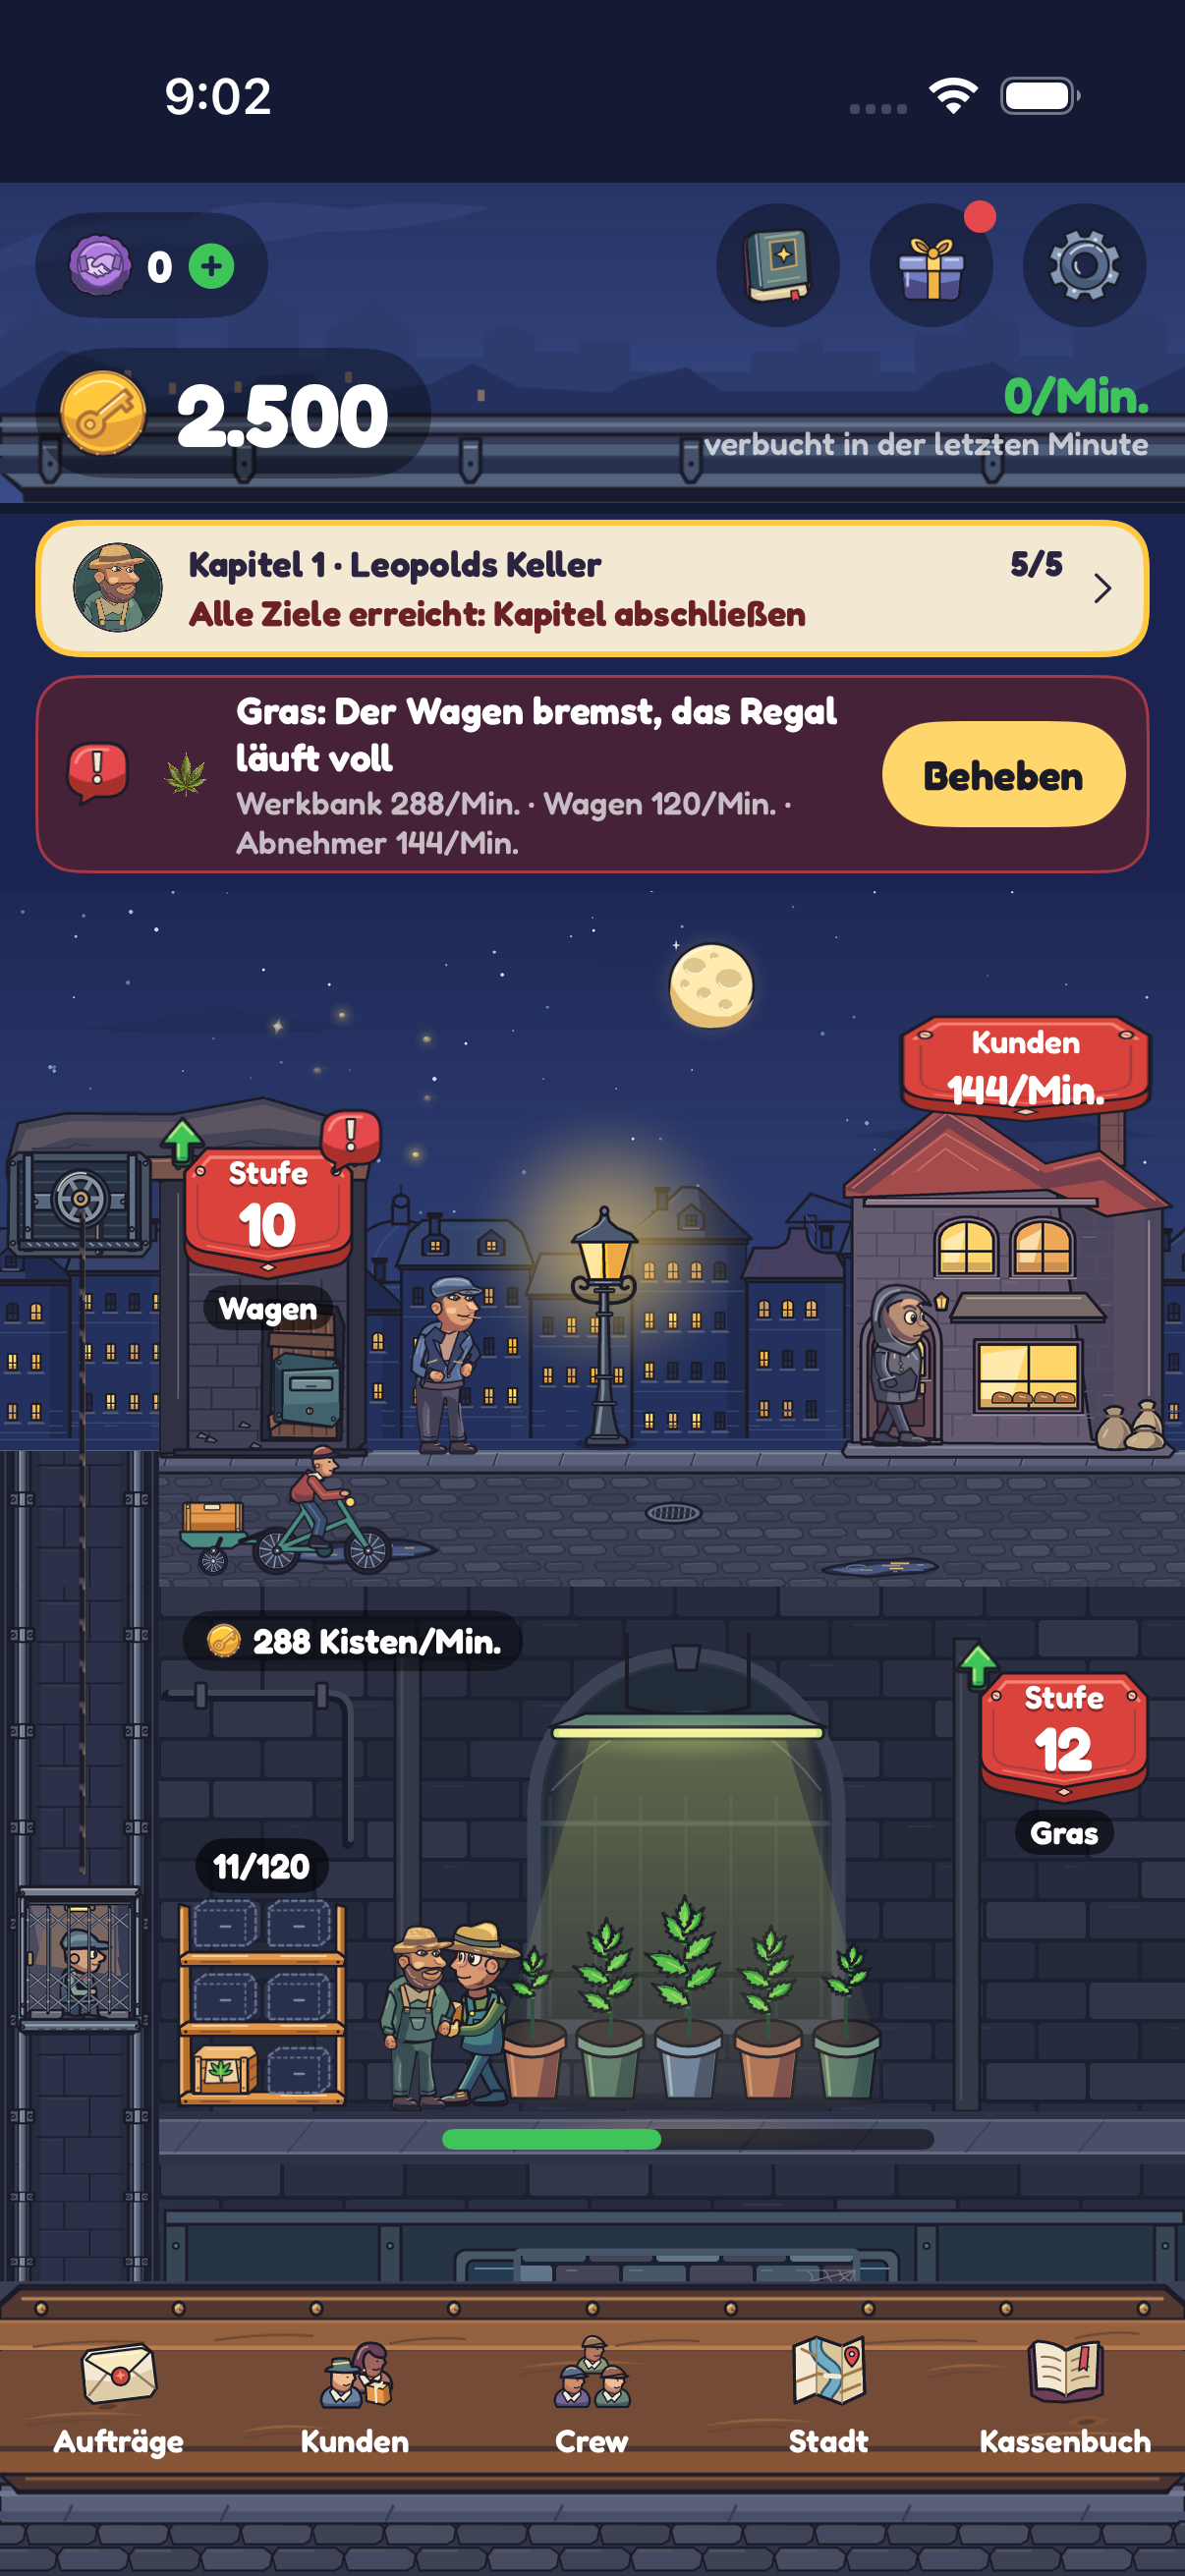 9:02
0
2.500
0/Min.
verbucht in der letzten Minute
Kapitel 1 · Leopolds Keller
5/5
Alle Ziele erreicht: Kapitel abschließen
Gras: Der Wagen bremst, das Regal
läuft voll
Werkbank 288/Min. · Wagen 120/Min. ·
Abnehmer 144/Min.
Beheben
Kunden
144/Min.
Stufe
10
Wagen
288 Kisten/Min.
Stufe
12
Gras
11/120
Aufträge
Kunden
Crew
Stadt
Kassenbuch